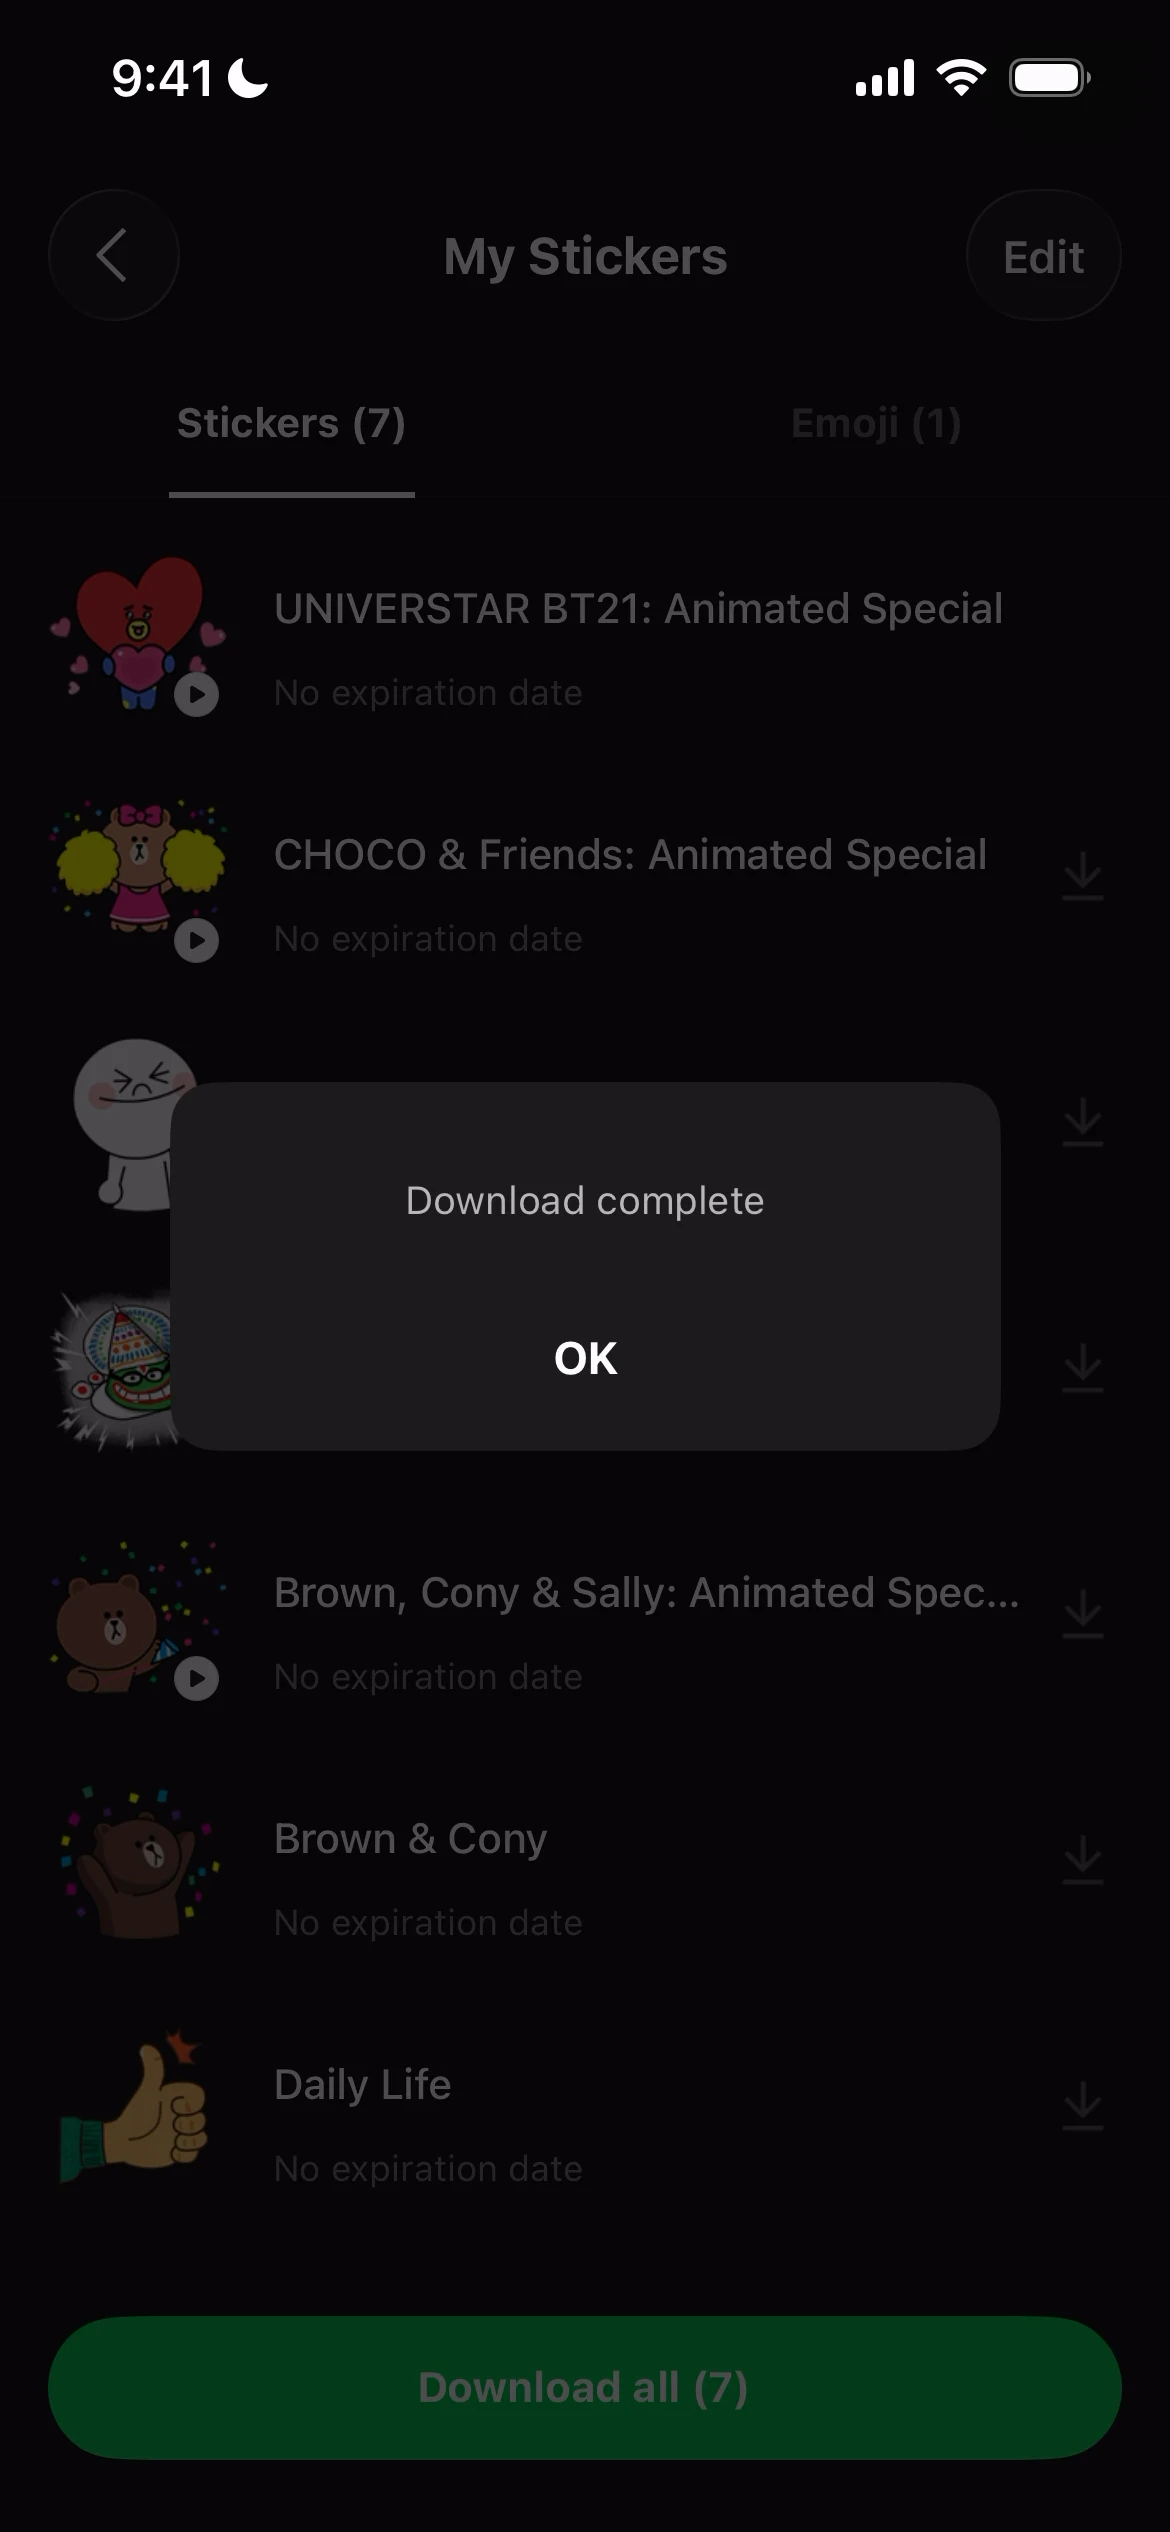 9:41
My Stickers
Edit
Stickers (7)
Emoji (1)
UNIVERSTAR BT21: Animated Special
No expiration date
CHOCO & Friends: Animated Special
No expiration date
Download complete
OK
Brown, Cony & Sally: Animated Spec...
No expiration date
Brown & Cony
No expiration date
Daily Life
No expiration date
Download all (7)